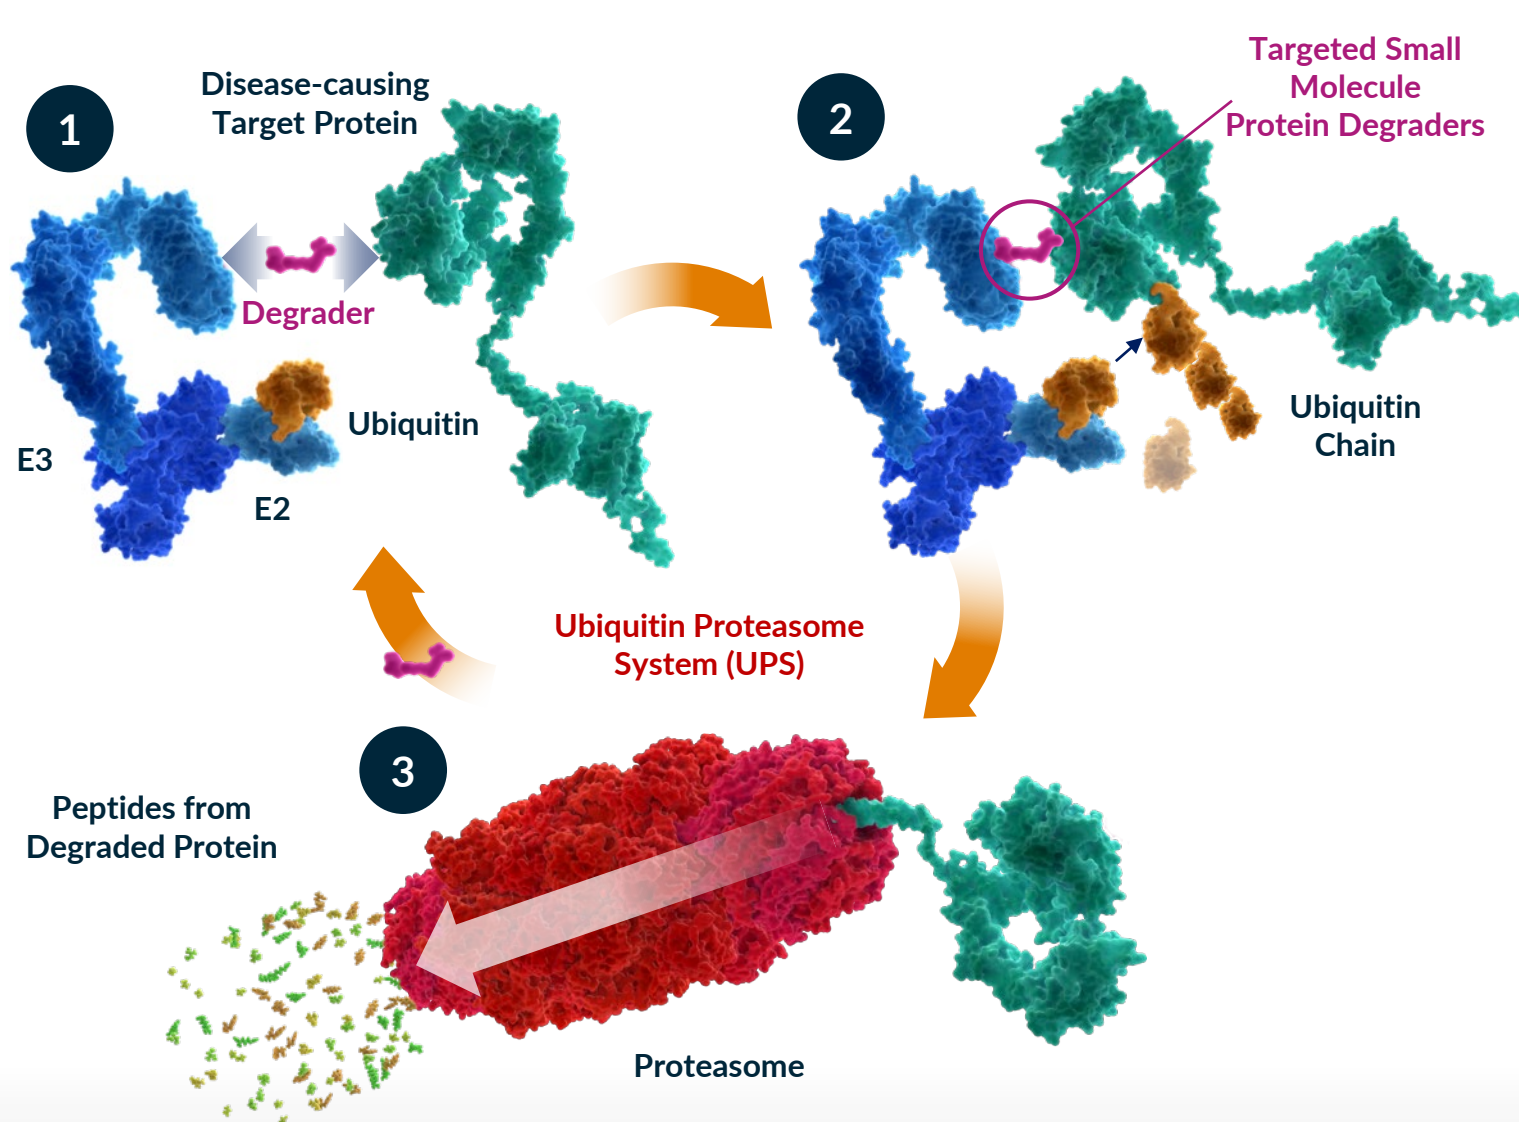 1
Disease-causing
Target Protein
Degrader
Ubiquitin
E3
E2
2
Targeted Small
Molecule
Protein Degraders
Ubiquitin
Chain
Ubiquitin Proteasome
System (UPS)
3
Peptides from
Degraded Protein
Proteasome